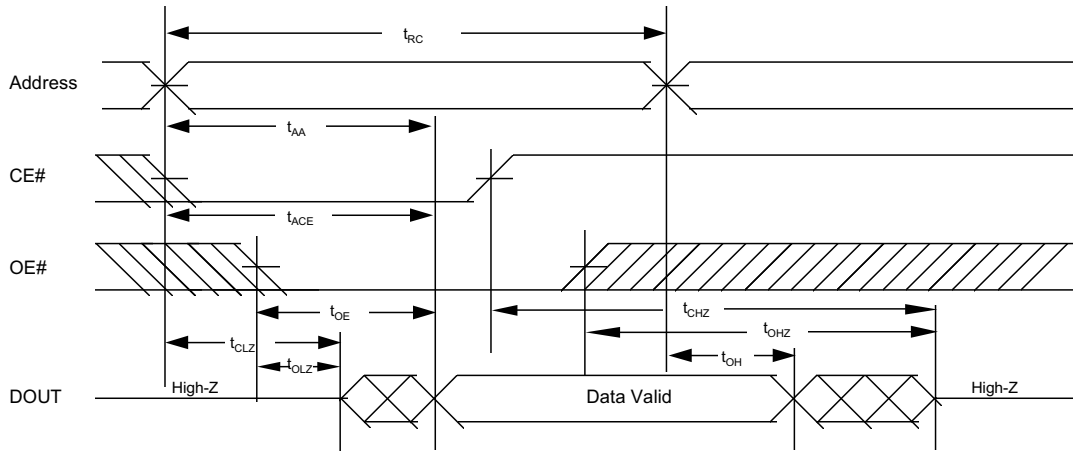 tRC
Address
tAA
CE#
tACE
OE#
tOE
tCHZ
tOHZ
tCLZ
tOH
tOLZ
DOUT
High-Z
Data Valid
High-Z